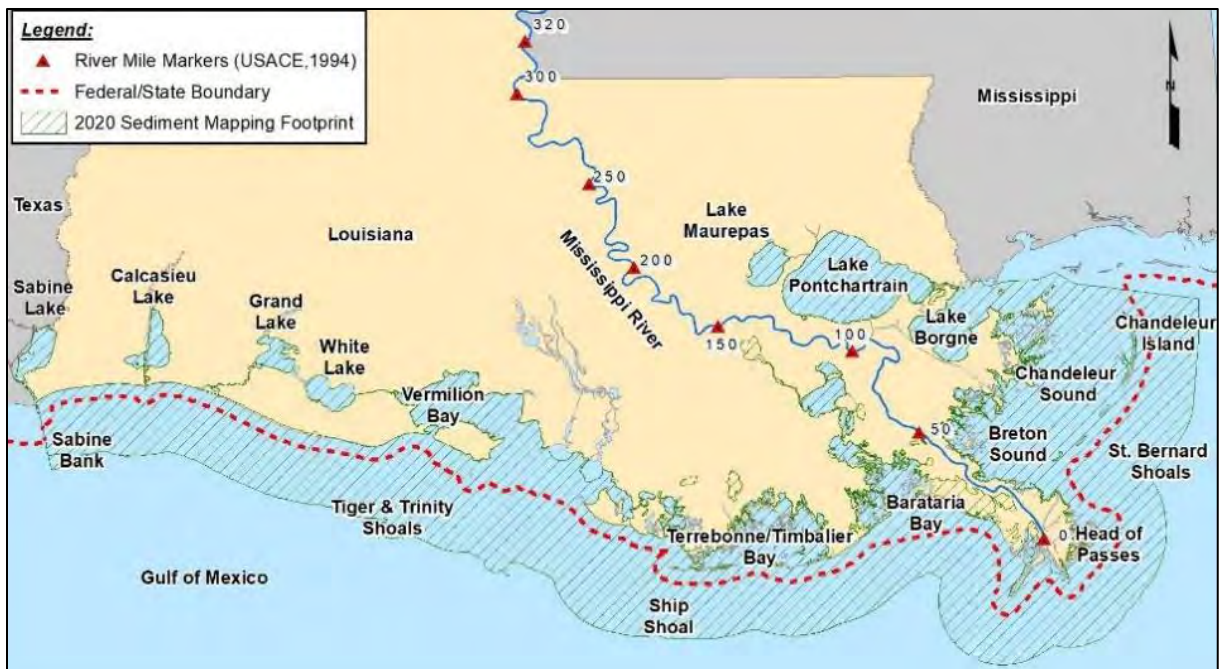 Legend:
River Mile Markers (USACE,1994)
Federal/State Boundary
2020 Sediment Mapping Footprint
320
300
Mississippi
N
250
Texas
Louisiana
Lake
Maurepas
Mississippi River
200
Lake
Pontchartrain
Sabine
Lake
Calcasieu
Lake
Grand
Lake
White
Lake
Vermilion
Bay
150
100
Lake
Borgne
Chandeleur
Island
Chandeleur
Sound
50
Breton
Sound
St. Bernard
Shoals
Sabine
Bank
Tiger & Trinity
Shoals
Terrebonne/Timbalier
Bay
Barataria
Bay
0
Head of
Passes
Gulf of Mexico
Ship
Shoal